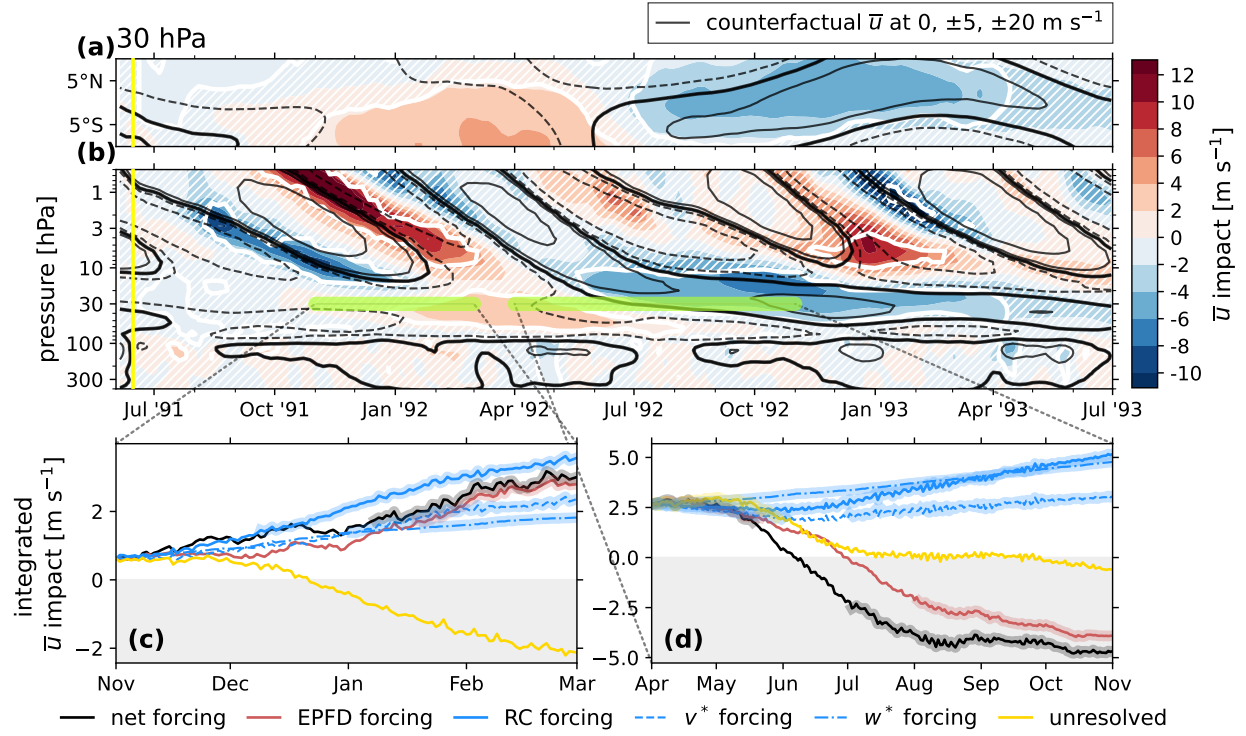 counterfactual u̅ at 0, ±5, ±20 m s⁻¹
(a) 30 hPa
5°N
5°S
(b)
pressure [hPa]
1
3
10
30
100
300
Jul '91 Oct '91 Jan '92 Apr '92 Jul '92 Oct '92 Jan '93 Apr '93 Jul '93
12
10
8
6
4
2
0
-2
-4
-6
-8
-10
u̅ impact [m s⁻¹]
integrated
u̅ impact [m s⁻¹]
2
0
−2
(c)
Nov Dec Jan Feb Mar
5.0
2.5
0.0
−2.5
−5.0
(d)
Apr May Jun Jul Aug Sep Oct Nov
net forcing EPFD forcing RC forcing v* forcing w* forcing unresolved